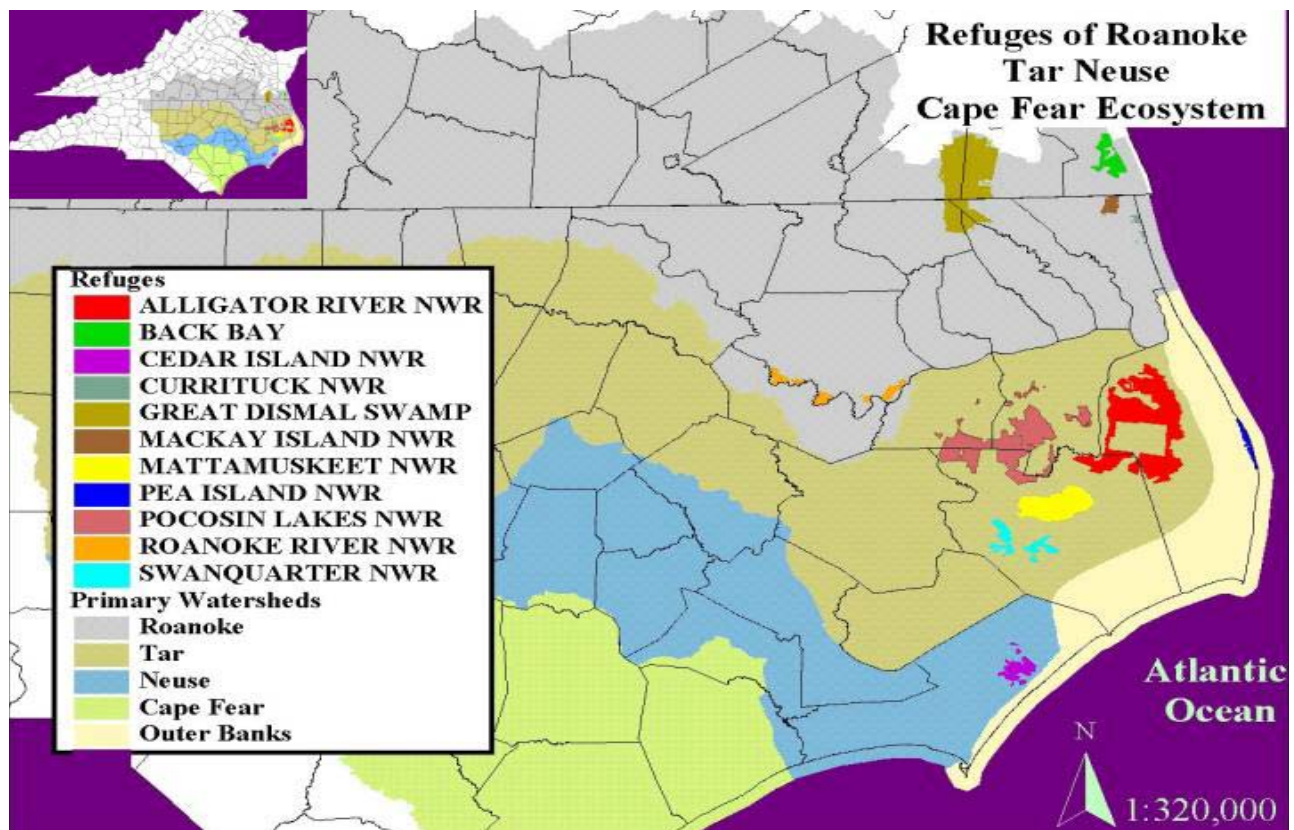 Refuges of Roanoke
Tar Neuse
Cape Fear Ecosystem
Refuges
ALLIGATOR RIVER NWR
BACK BAY
CEDAR ISLAND NWR
CURRITUCK NWR
GREAT DISMAL SWAMP
MACKAY ISLAND NWR
MATTAMUSKEET NWR
PEA ISLAND NWR
POCOSIN LAKES NWR
ROANOKE RIVER NWR
SWANQUARTER NWR
Primary Watersheds
Roanoke
Tar
Neuse
Cape Fear
Outer Banks
Atlantic
Ocean
N
1:320,000